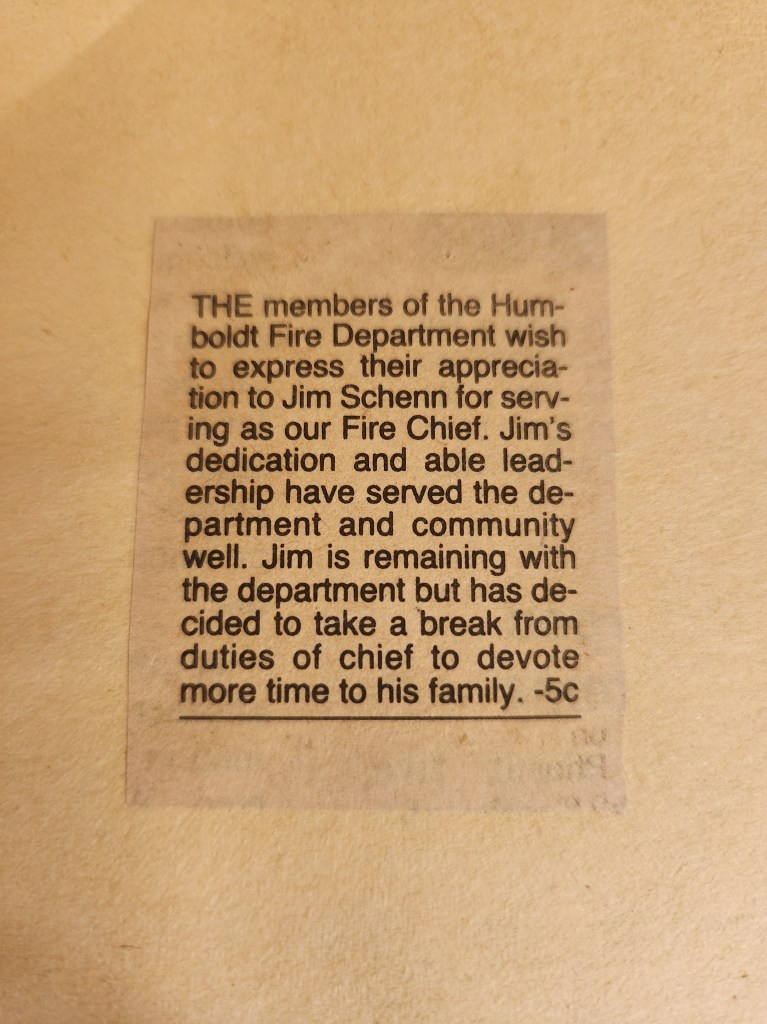 THE members of the Hum-
boldt Fire Department wish
to express their apprecia-
tion to Jim Schenn for serv-
ing as our Fire Chief. Jim's
dedication and able lead-
ership have served the de-
partment and community
well. Jim is remaining with
the department but has de-
cided to take a break from
duties of chief to devote
more time to his family. -5c